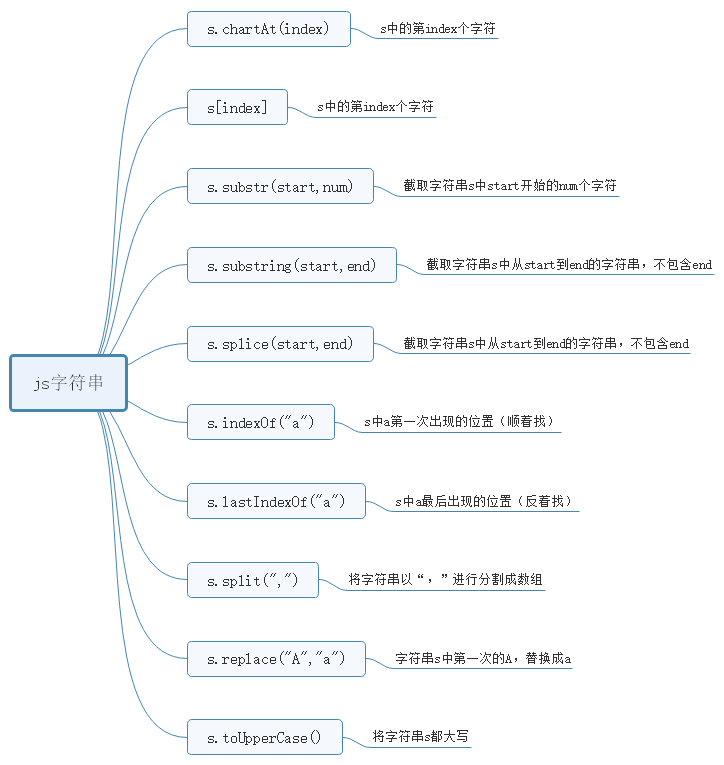 s.chartAt(index)
s中的第index个字符
s[index]
s中的第index个字符
s.substr(start,num)
截取字符串s中start开始的num个字符
s.substring(start,end)
截取字符串s中从start到end的字符串，不包含end
s.splice(start,end)
截取字符串s中从start到end的字符串，不包含end
js字符串
s.indexOf("a")
s中a第一次出现的位置（顺着找）
s.lastIndexOf("a")
s中a最后出现的位置（反着找）
s.split(",")
将字符串以“，”进行分割成数组
s.replace("A","a")
字符串s中第一次的A，替换成a
s.toUpperCase()
将字符串s都大写